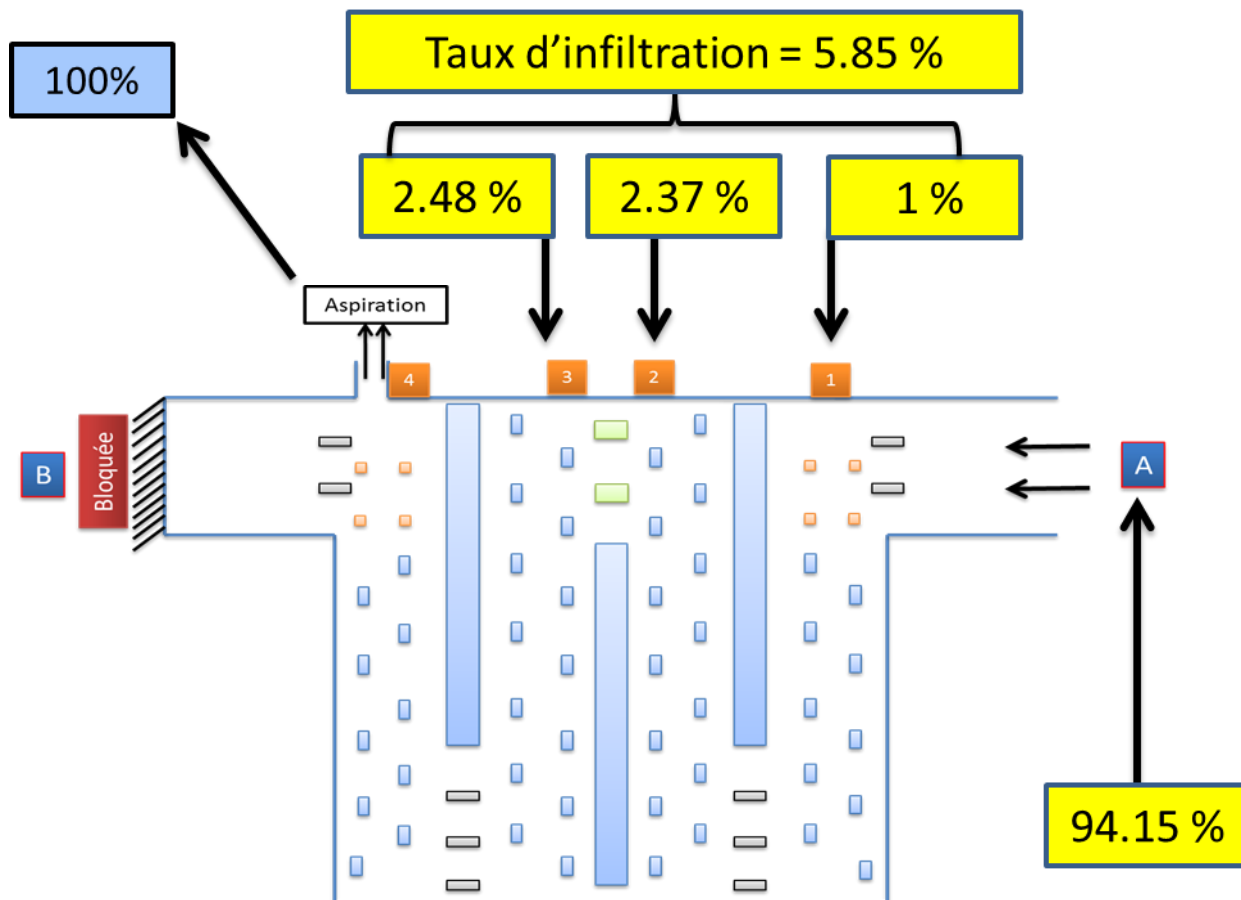 100%
Taux d’infiltration = 5.85 %
2.48 %
2.37 %
1 %
Aspiration
4
3
2
1
B
Bloquée
A
94.15 %